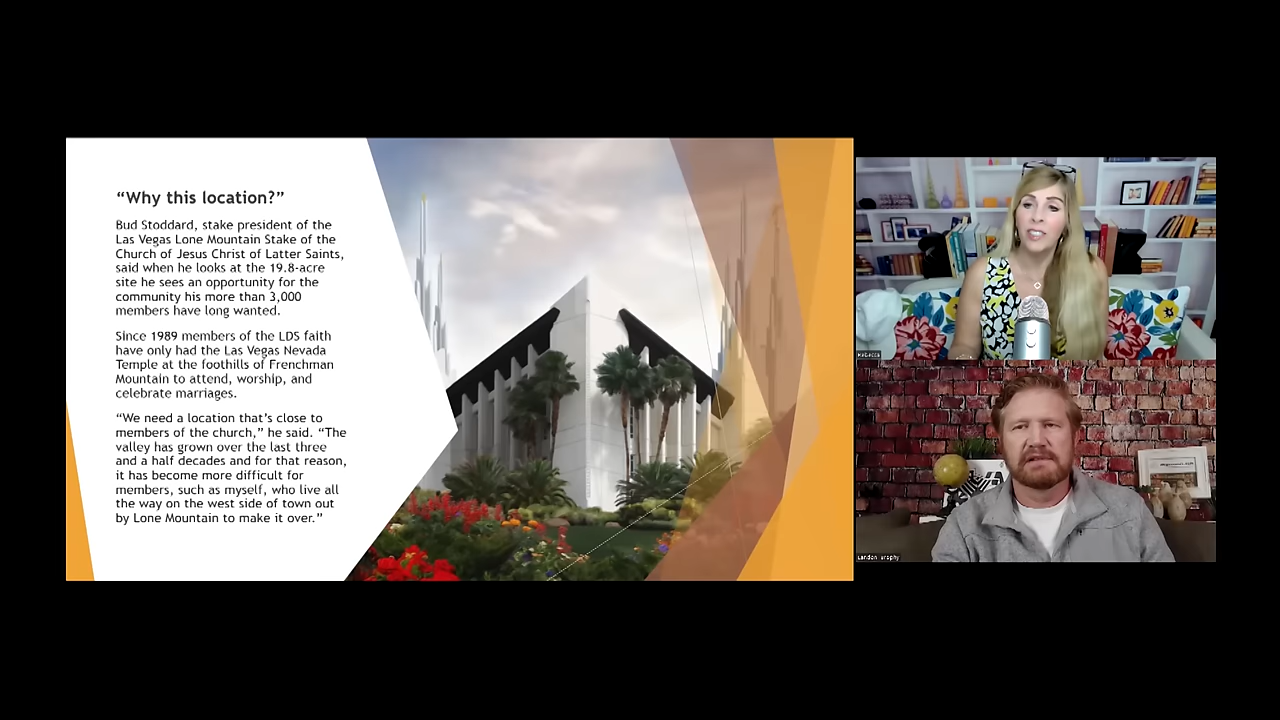 “Why this location?”
Bud Stoddard, stake president of the
Las Vegas Lone Mountain Stake of the
Church of Jesus Christ of Latter Saints,
said when he looks at the 19.8-acre
site he sees an opportunity for the
community his more than 3,000
members have long wanted.
Since 1989 members of the LDS faith
have only had the Las Vegas Nevada
Temple at the foothills of Frenchman
Mountain to attend, worship, and
celebrate marriages.
“We need a location that’s close to
members of the church,” he said. “The
valley has grown over the last three
and a half decades and for that reason,
it has become more difficult for
members, such as myself, who live all
the way on the west side of town out
by Lone Mountain to make it over.”
Rebecca
Landon Brophy